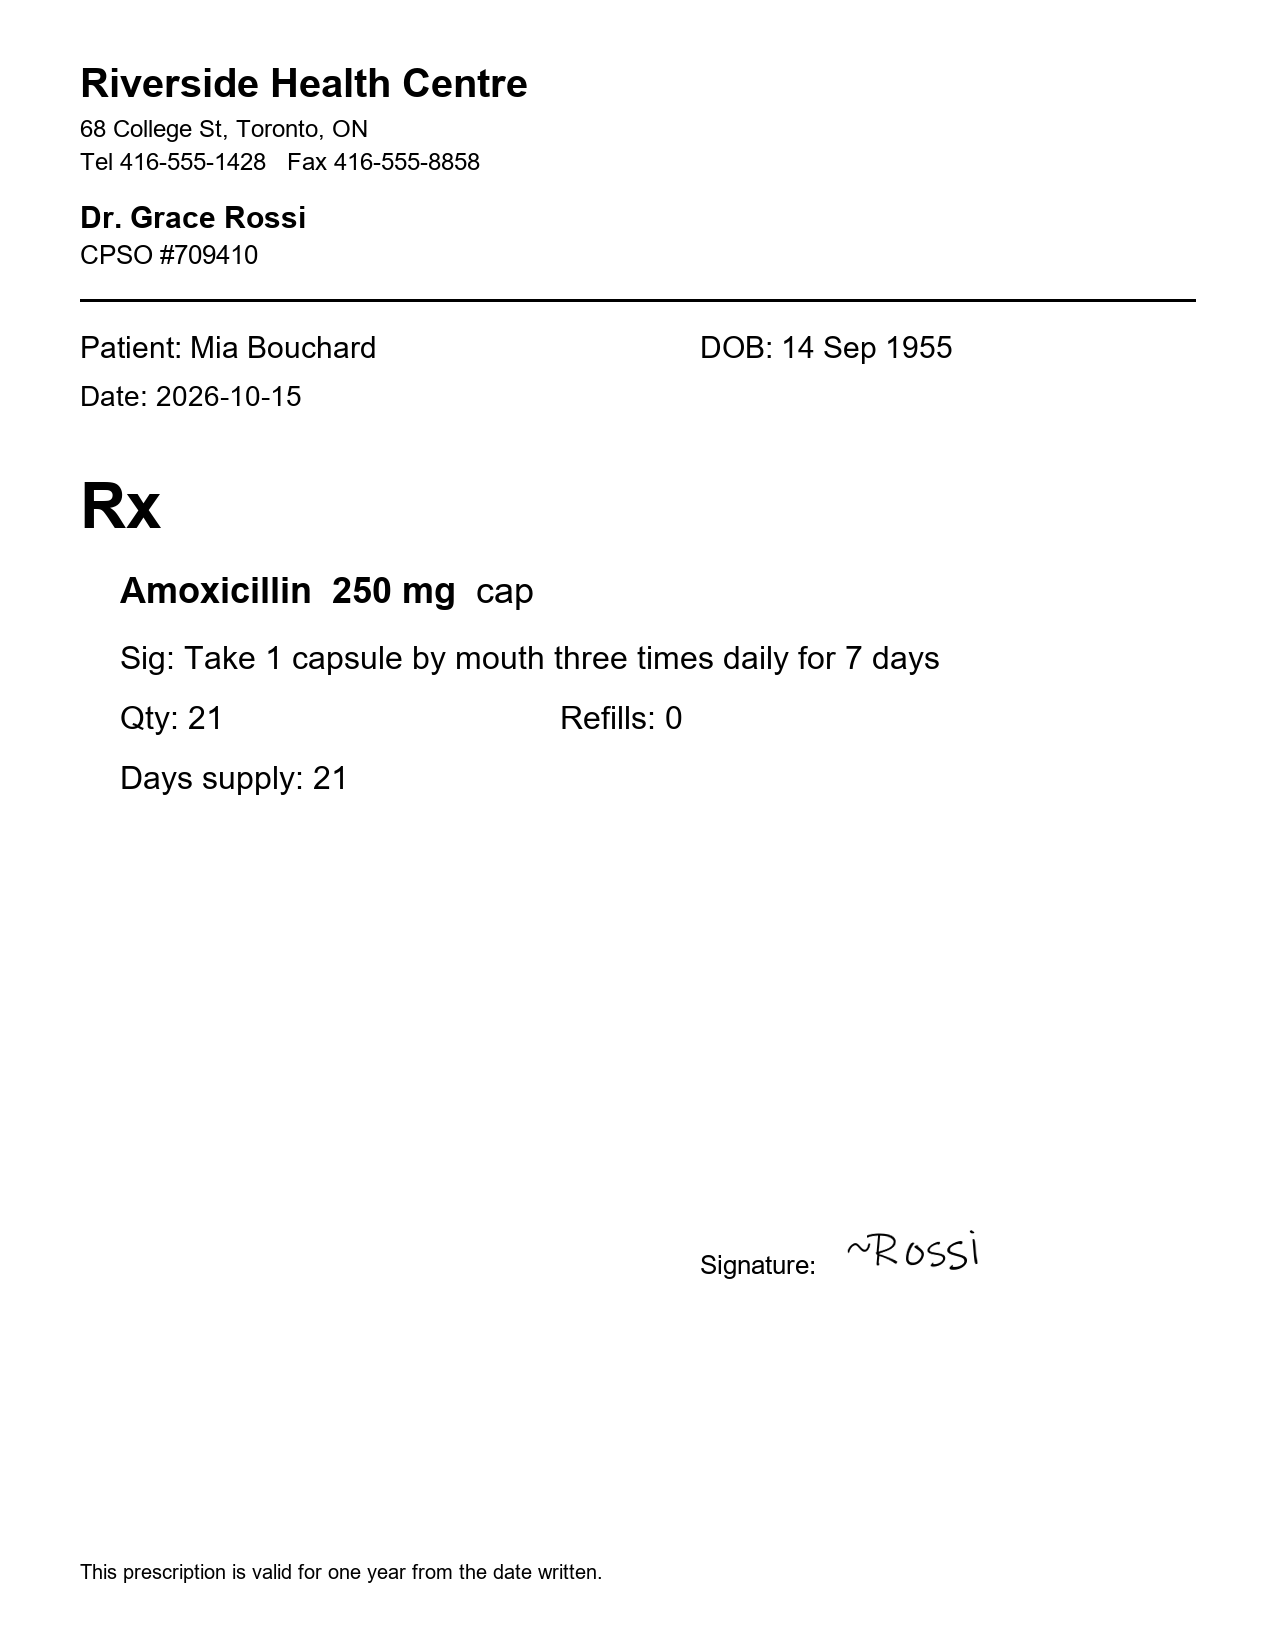 Riverside Health Centre
68 College St, Toronto, ON
Tel 416-555-1428 Fax 416-555-8858
Dr. Grace Rossi
CPSO #709410
Patient: Mia Bouchard DOB: 14 Sep 1955
Date: 2026-10-15
Rx
Amoxicillin 250 mg cap
Sig: Take 1 capsule by mouth three times daily for 7 days
Qty: 21 Refills: 0
Days supply: 21
Signature: ~Rossi
This prescription is valid for one year from the date written.